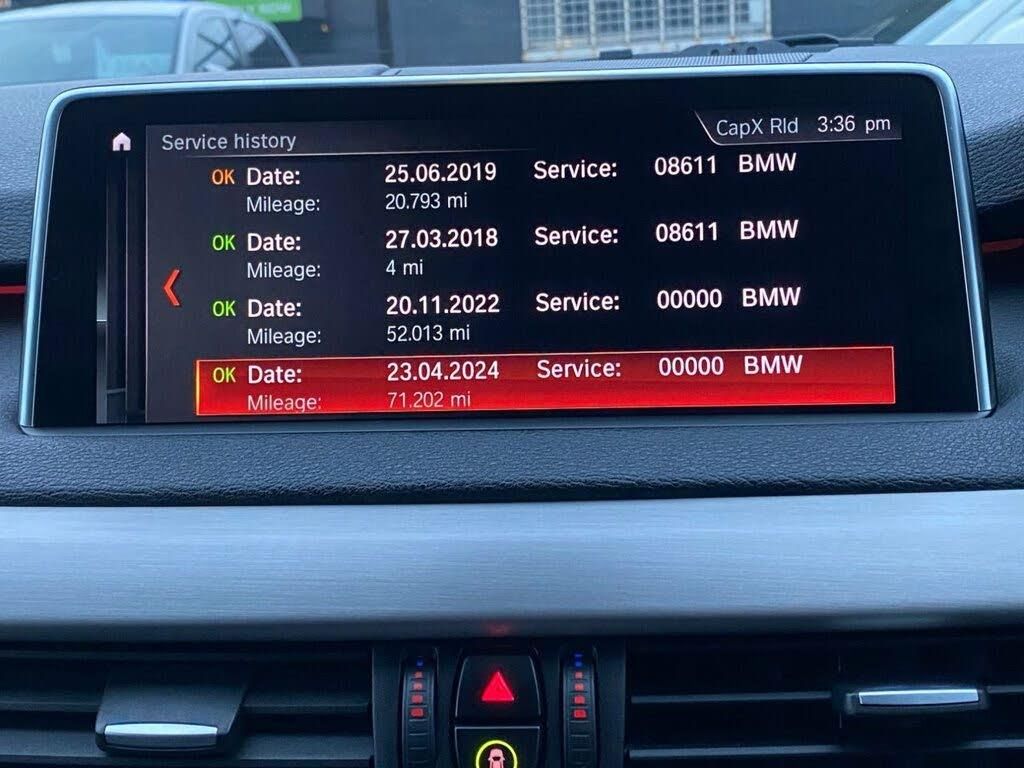 CapX Rld 3:36 pm
Service history
OK Date: 25.06.2019 Service: 08611 BMW
Mileage: 20.793 mi
OK Date: 27.03.2018 Service: 08611 BMW
Mileage: 4 mi
OK Date: 20.11.2022 Service: 00000 BMW
Mileage: 52.013 mi
OK Date: 23.04.2024 Service: 00000 BMW
Mileage: 71.202 mi